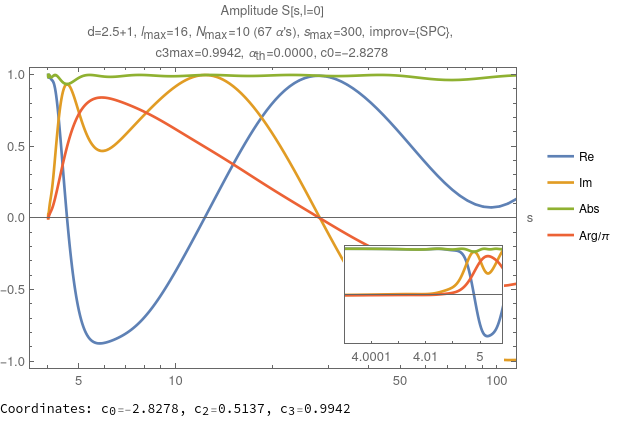 Amplitude S[s,l=0]
d=2.5+1, lmax=16, Nmax=10 (67 α's), smax=300, improv={SPC},
c3max=0.9942, αth=0.0000, c0=-2.8278
1.0
0.5
0.0
-0.5
-1.0
5
10
50
100
s
Re
Im
Abs
Arg/π
4.0001
4.01
5
Coordinates: c0=-2.8278, c2=0.5137, c3=0.9942